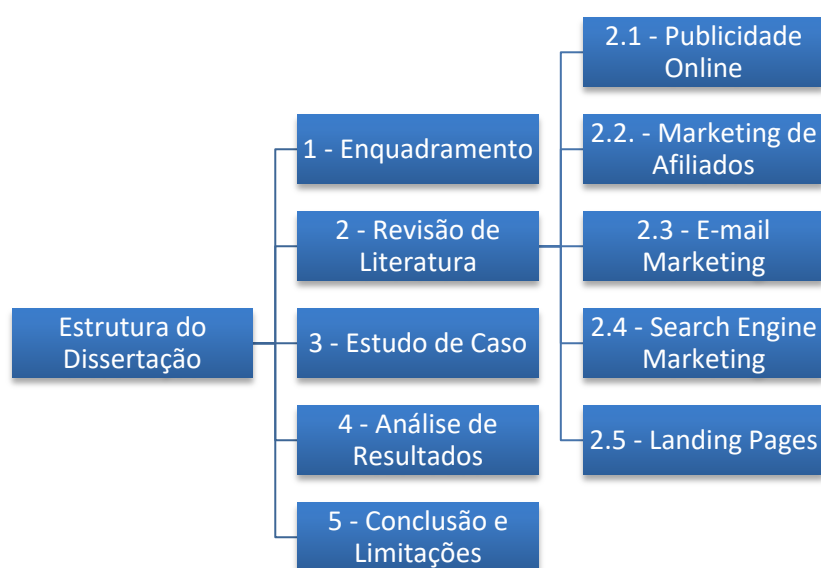 Estrutura do
Dissertação
1 - Enquadramento
2 - Revisão de
Literatura
3 - Estudo de Caso
4 - Análise de
Resultados
5 - Conclusão e
Limitações
2.1 - Publicidade
Online
2.2. - Marketing de
Afiliados
2.3 - E-mail
Marketing
2.4 - Search Engine
Marketing
2.5 - Landing Pages